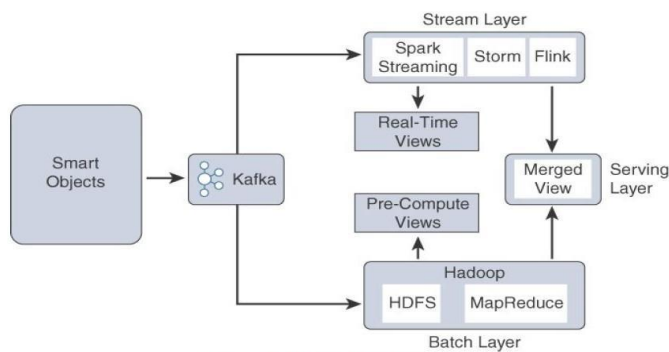 Stream Layer
Spark
Streaming
Storm
Flink
Real-Time
Views
Smart
Objects
Kafka
Merged
View
Serving
Layer
Pre-Compute
Views
Hadoop
HDFS
MapReduce
Batch Layer